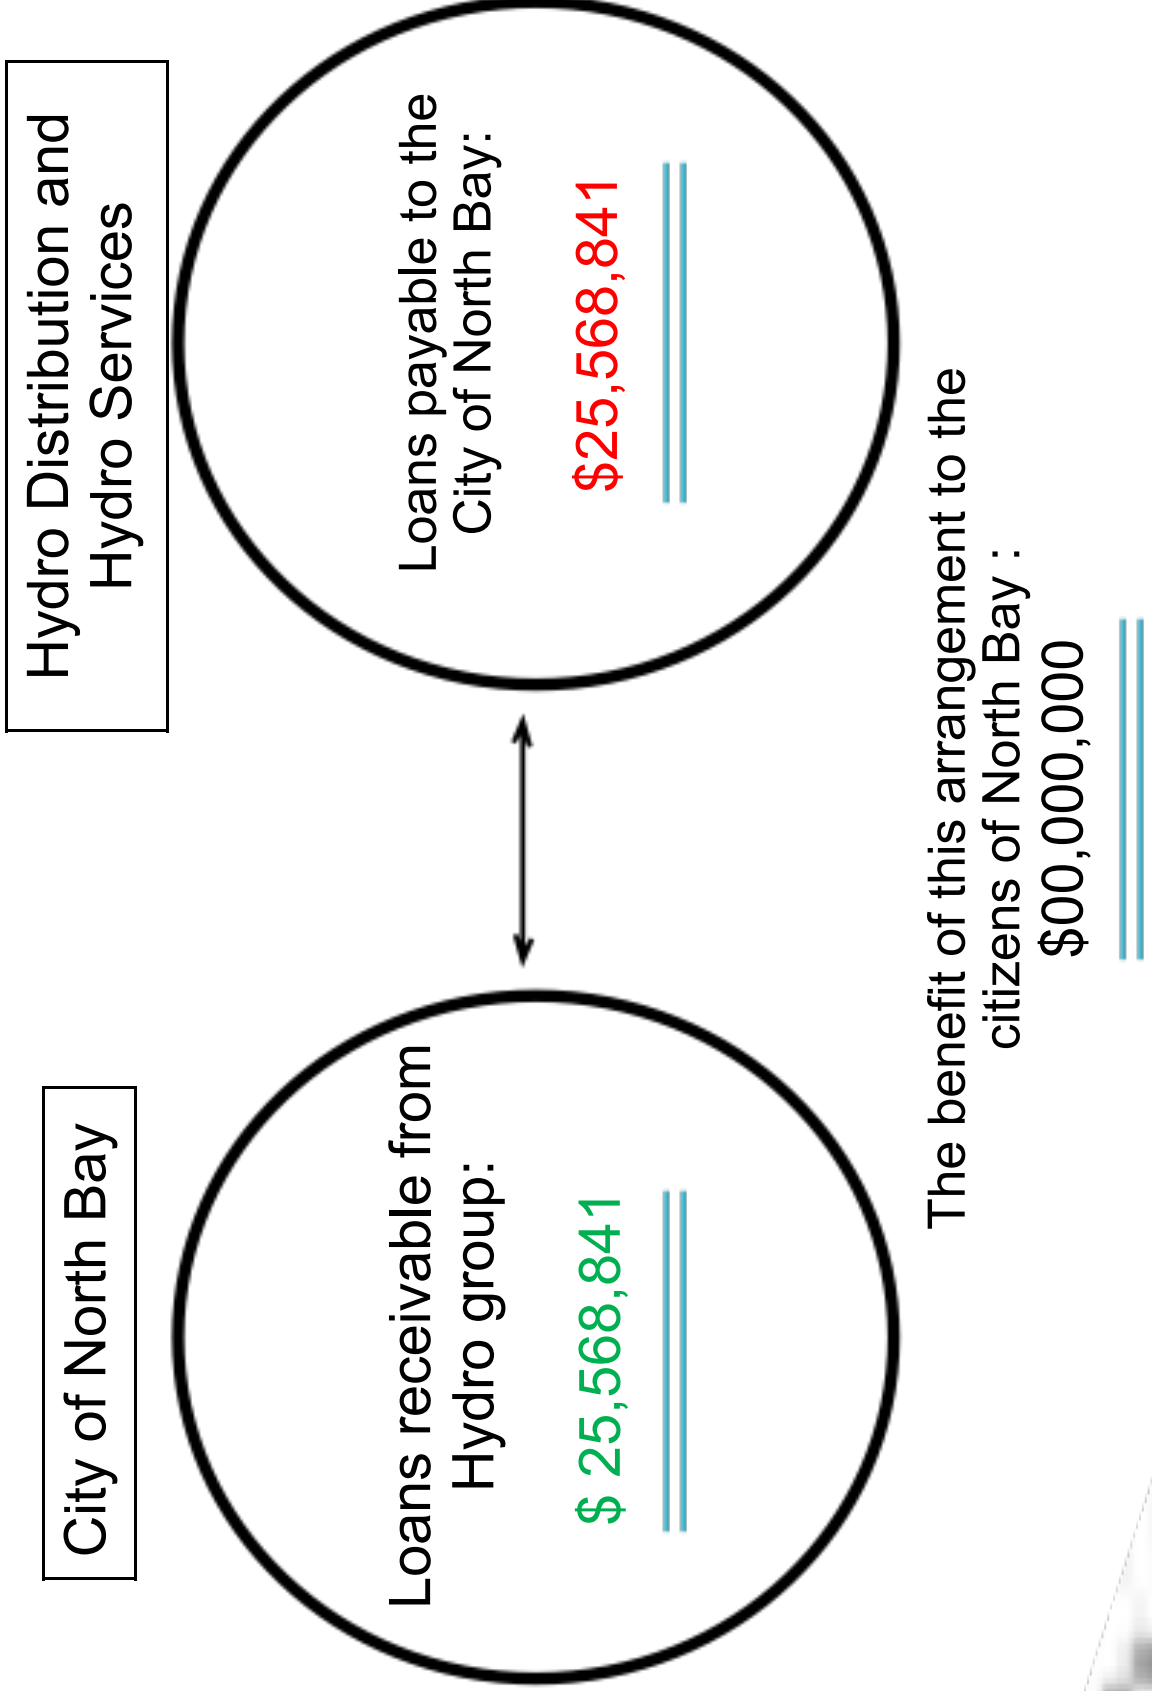 City of North Bay
Loans receivable from
Hydro group:
$ 25,568,841
Hydro Distribution and
Hydro Services
Loans payable to the
City of North Bay:
$25,568,841
The benefit of this arrangement to the
citizens of North Bay :
$00,000,000